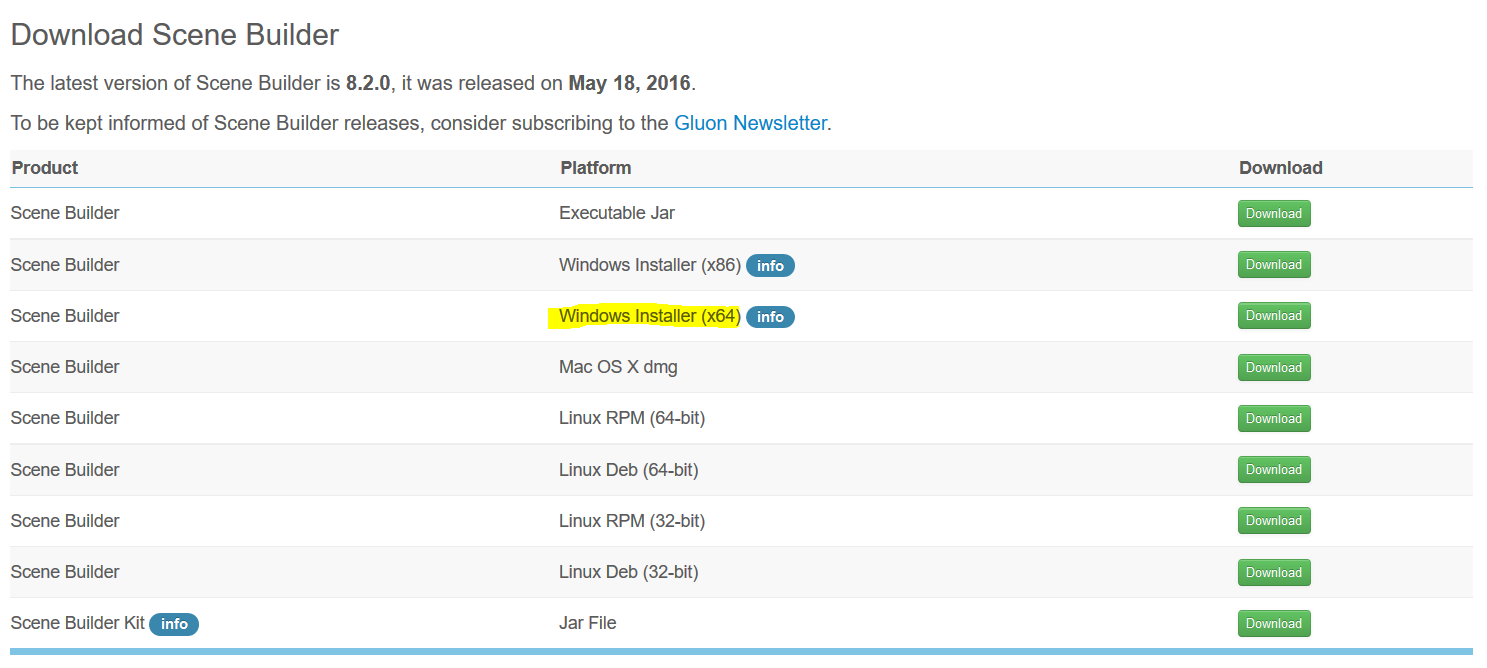 Download Scene Builder
The latest version of Scene Builder is 8.2.0, it was released on May 18, 2016.
To be kept informed of Scene Builder releases, consider subscribing to the Gluon Newsletter.
Product Platform Download
Scene Builder Executable Jar Download
Scene Builder Windows Installer (x86) info Download
Scene Builder Windows Installer (x64) info Download
Scene Builder Mac OS X dmg Download
Scene Builder Linux RPM (64-bit) Download
Scene Builder Linux Deb (64-bit) Download
Scene Builder Linux RPM (32-bit) Download
Scene Builder Linux Deb (32-bit) Download
Scene Builder Kit info Jar File Download